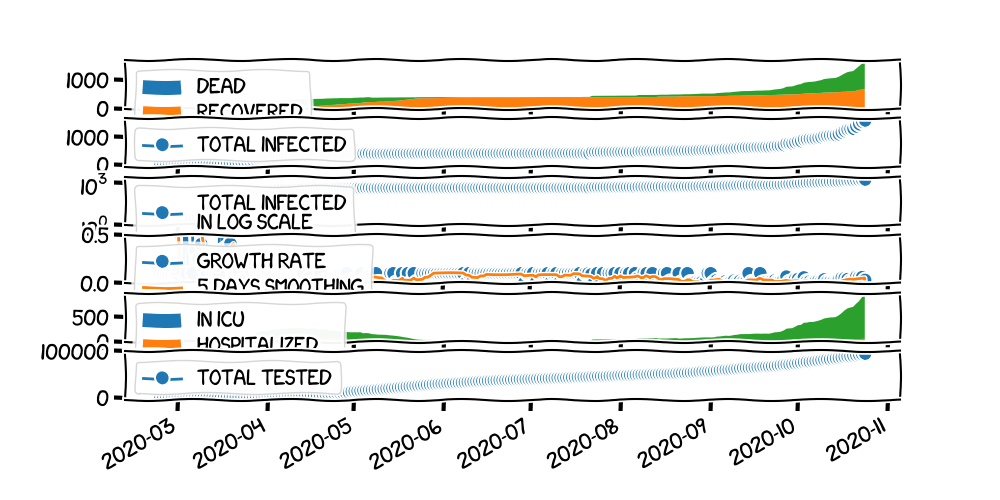 1000
0
DEAD
RECOVERED
1000
0
TOTAL INFECTED
10³
TOTAL INFECTED
IN LOG SCALE
0.5
0.0
GROWTH RATE
5 DAYS SMOOTHING
500
0
IN ICU
HOSPITALIZED
100000
0
TOTAL TESTED
2020-03
2020-04
2020-05
2020-06
2020-07
2020-08
2020-09
2020-10
2020-11